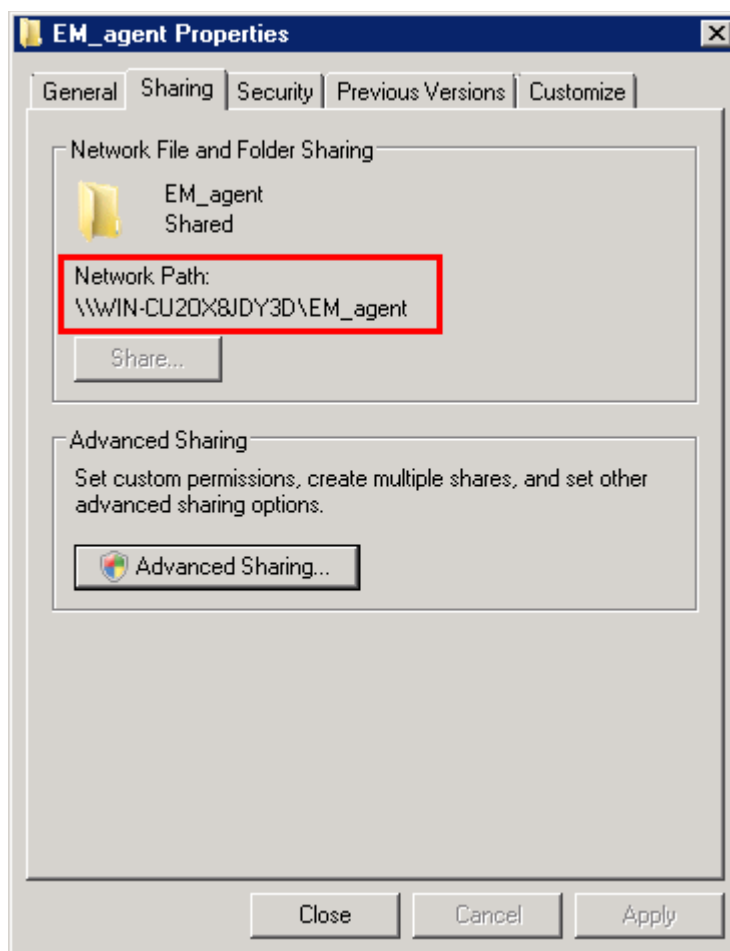 EM_agent Properties
General Sharing Security Previous Versions Customize
Network File and Folder Sharing
EM_agent
Shared
Network Path:
\\WIN-CU2OX8JDY3D\EM_agent
Share...
Advanced Sharing
Set custom permissions, create multiple shares, and set other
advanced sharing options.
Advanced Sharing...
Close Cancel Apply